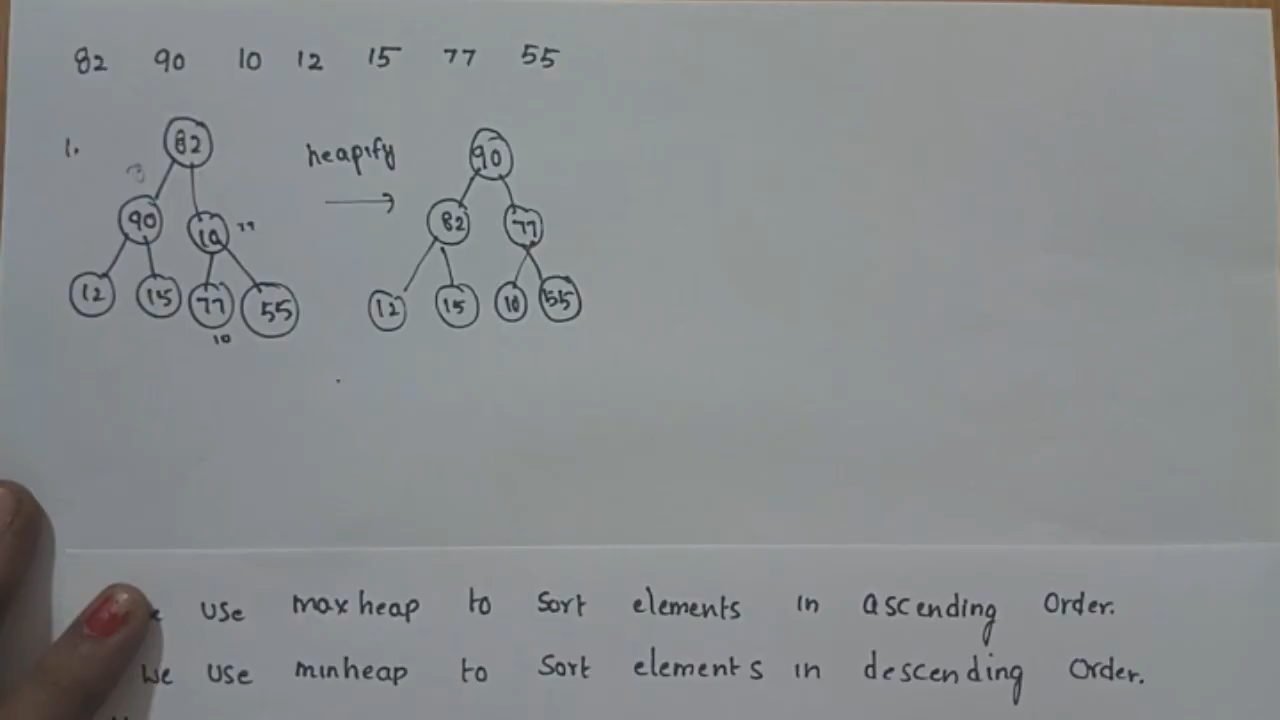 82 90 10 12 15 77 55
1.
82
heapify
90
90 10 77
82 77
12 15 77 55
12 15 10 55
10
use maxheap to sort elements in ascending order.
We use minheap to sort elements in descending order.